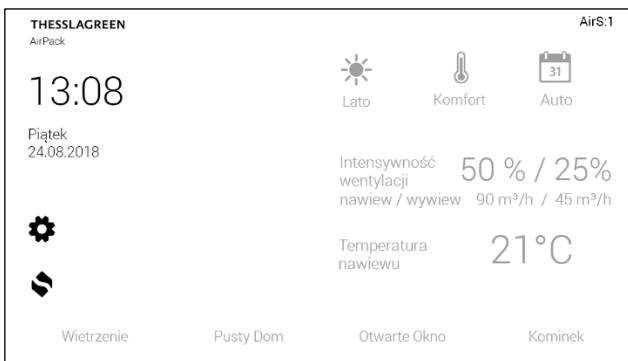 THESSLAGREEN
AirPack
AirS:1
13:08
Piątek
24.08.2018
31
Lato
Komfort
Auto
Intensywność
wentylacji
nawiew / wywiew
50 % / 25%
90 m³/h / 45 m³/h
Temperatura
nawiewu
21°C
Wietrzenie
Pusty Dom
Otwarte Okno
Kominek